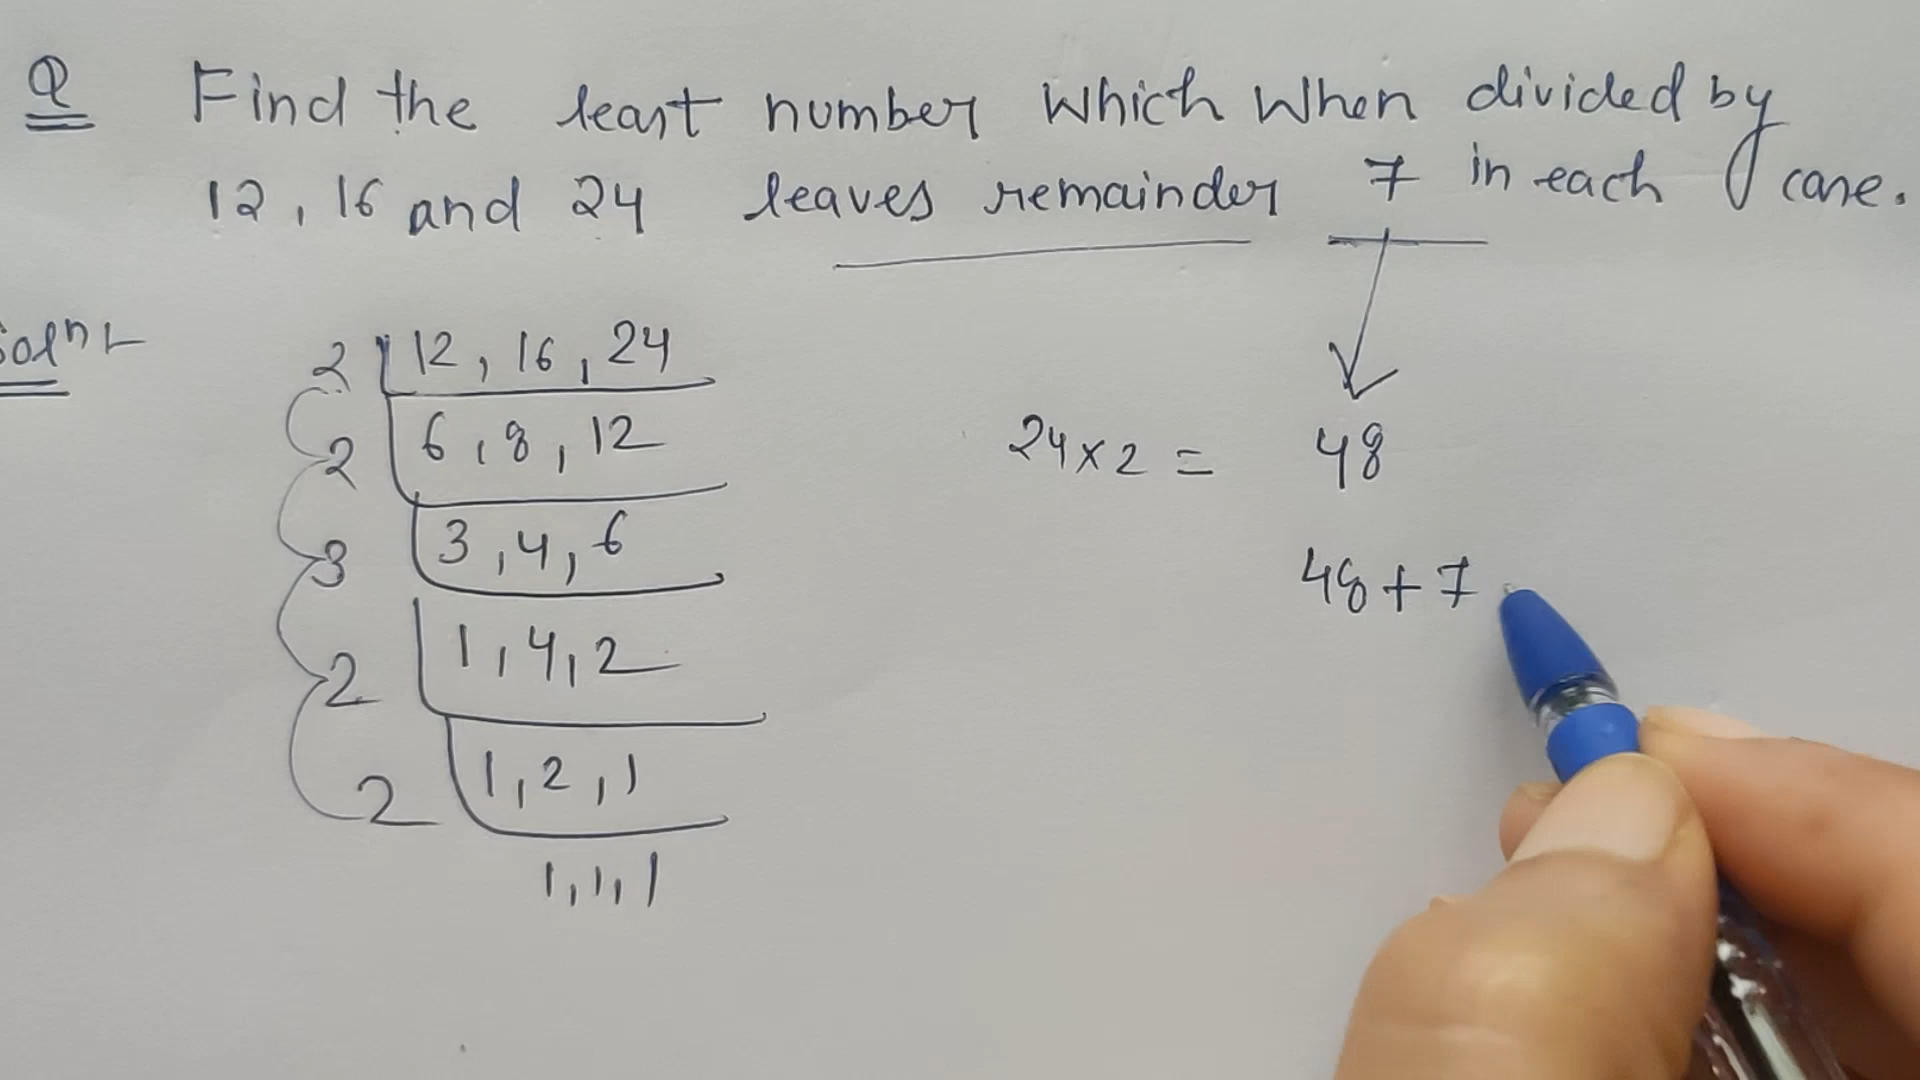 Q Find the least number which when divided by
12, 16 and 24 leaves remainder 7 in each case.
Soln:-
2 12, 16, 24
2 6, 8, 12
3 3, 4, 6
2 1, 4, 2
2 1, 2, 1
1, 1, 1
24 × 2 = 48
48 + 7